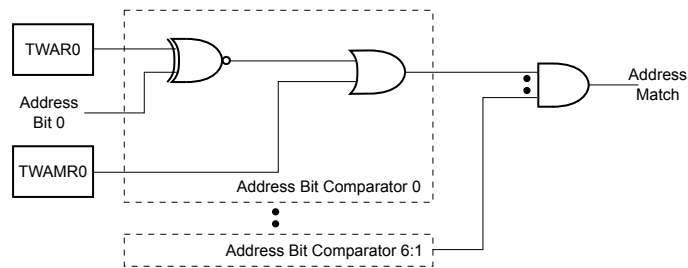 TWAR0
Address
Bit 0
TWAMR0
Address Bit Comparator 0
Address Bit Comparator 6:1
Address
Match